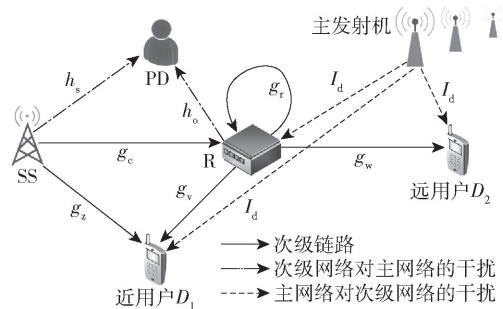 主发射机
PD
h_s
h_o
g_r
I_d
I_d
SS
g_c
R
g_w
g_z
g_v
I_d
远用户D_2
近用户D_1
次级链路
次级网络对主网络的干扰
主网络对次级网络的干扰